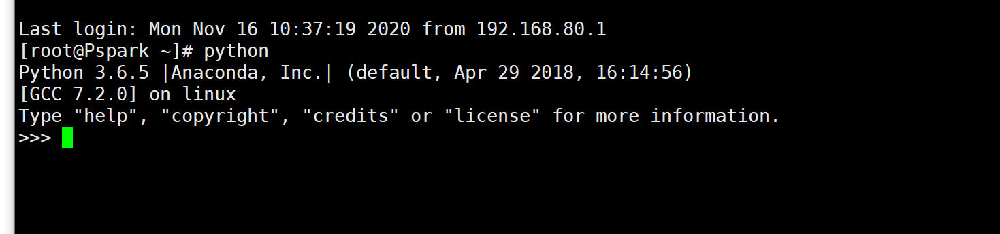 Last login: Mon Nov 16 10:37:19 2020 from 192.168.80.1
[root@Pspark ~]# python
Python 3.6.5 |Anaconda, Inc.| (default, Apr 29 2018, 16:14:56)
[GCC 7.2.0] on linux
Type "help", "copyright", "credits" or "license" for more information.
>>>